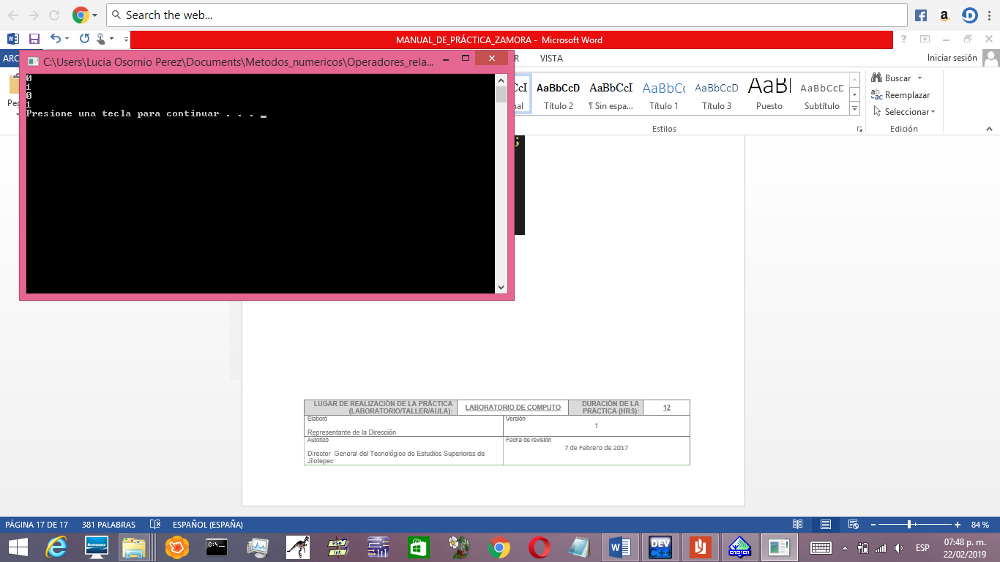 Search the web...
MANUAL_DE_PRÁCTICA_ZAMORA - Microsoft Word
ARC
R VISTA
Iniciar sesión
C:\Users\Lucia Osornio Perez\Documents\Metodos_numericos\Operadores_rela...
0
1
0
1
Presione una tecla para continuar . . . _
Peg
CcI AaBbCcD AaBbCcI AaBbCc AaBbCcD AaBl AaBbCcD
nal Título 2 ¶ Sin espa... Título 1 Título 3 Puesto Subtítulo
Estilos
Buscar
Reemplazar
Seleccionar
Edición
;
LUGAR DE REALIZACIÓN DE LA PRÁCTICA (LABORATORIO/TALLER/AULA): LABORATORIO DE COMPUTO DURACIÓN DE LA PRÁCTICA (HRS): 12
Elaboró
Representante de la Dirección
Versión
1
Autorizó
Director General del Tecnológico de Estudios Superiores de
Jilotepec
Fecha de revisión
7 de Febrero de 2017
PÁGINA 17 DE 17 381 PALABRAS ESPAÑOL (ESPAÑA) 84 %
lenovo
C:\_
PSe
Int
DEV
C++
010101
ESP
07:48 p. m.
22/02/2019